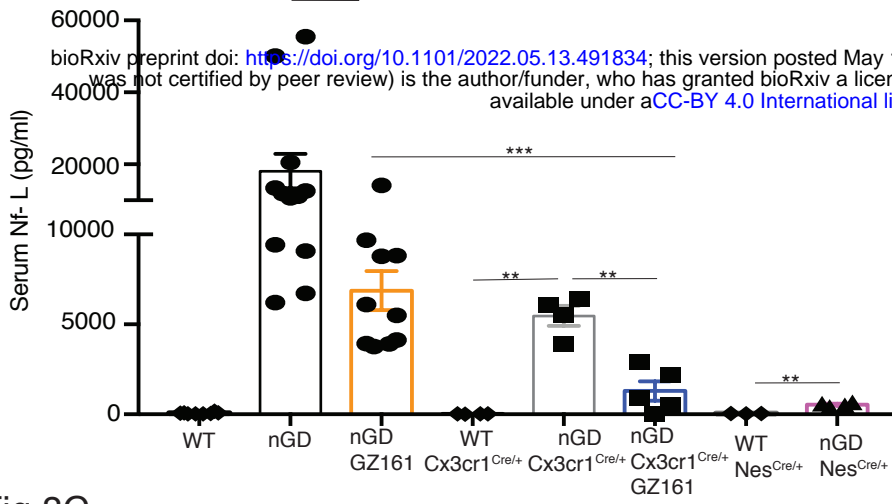 60000
bioRxiv preprint doi: https://doi.org/10.1101/2022.05.13.491834; this version posted May
was not certified by peer review) is the author/funder, who has granted bioRxiv a
40000
available under aCC-BY 4.0 International
Serum Nf- L (pg/ml)
***
20000
10000
** **
5000
**
0
WT nGD nGD WT nGD nGD WT nGD
GZ161 Cx3cr1Cre/+ Cx3cr1Cre/+ Cx3cr1Cre/+ NesCre/+ NesCre/+
GZ161